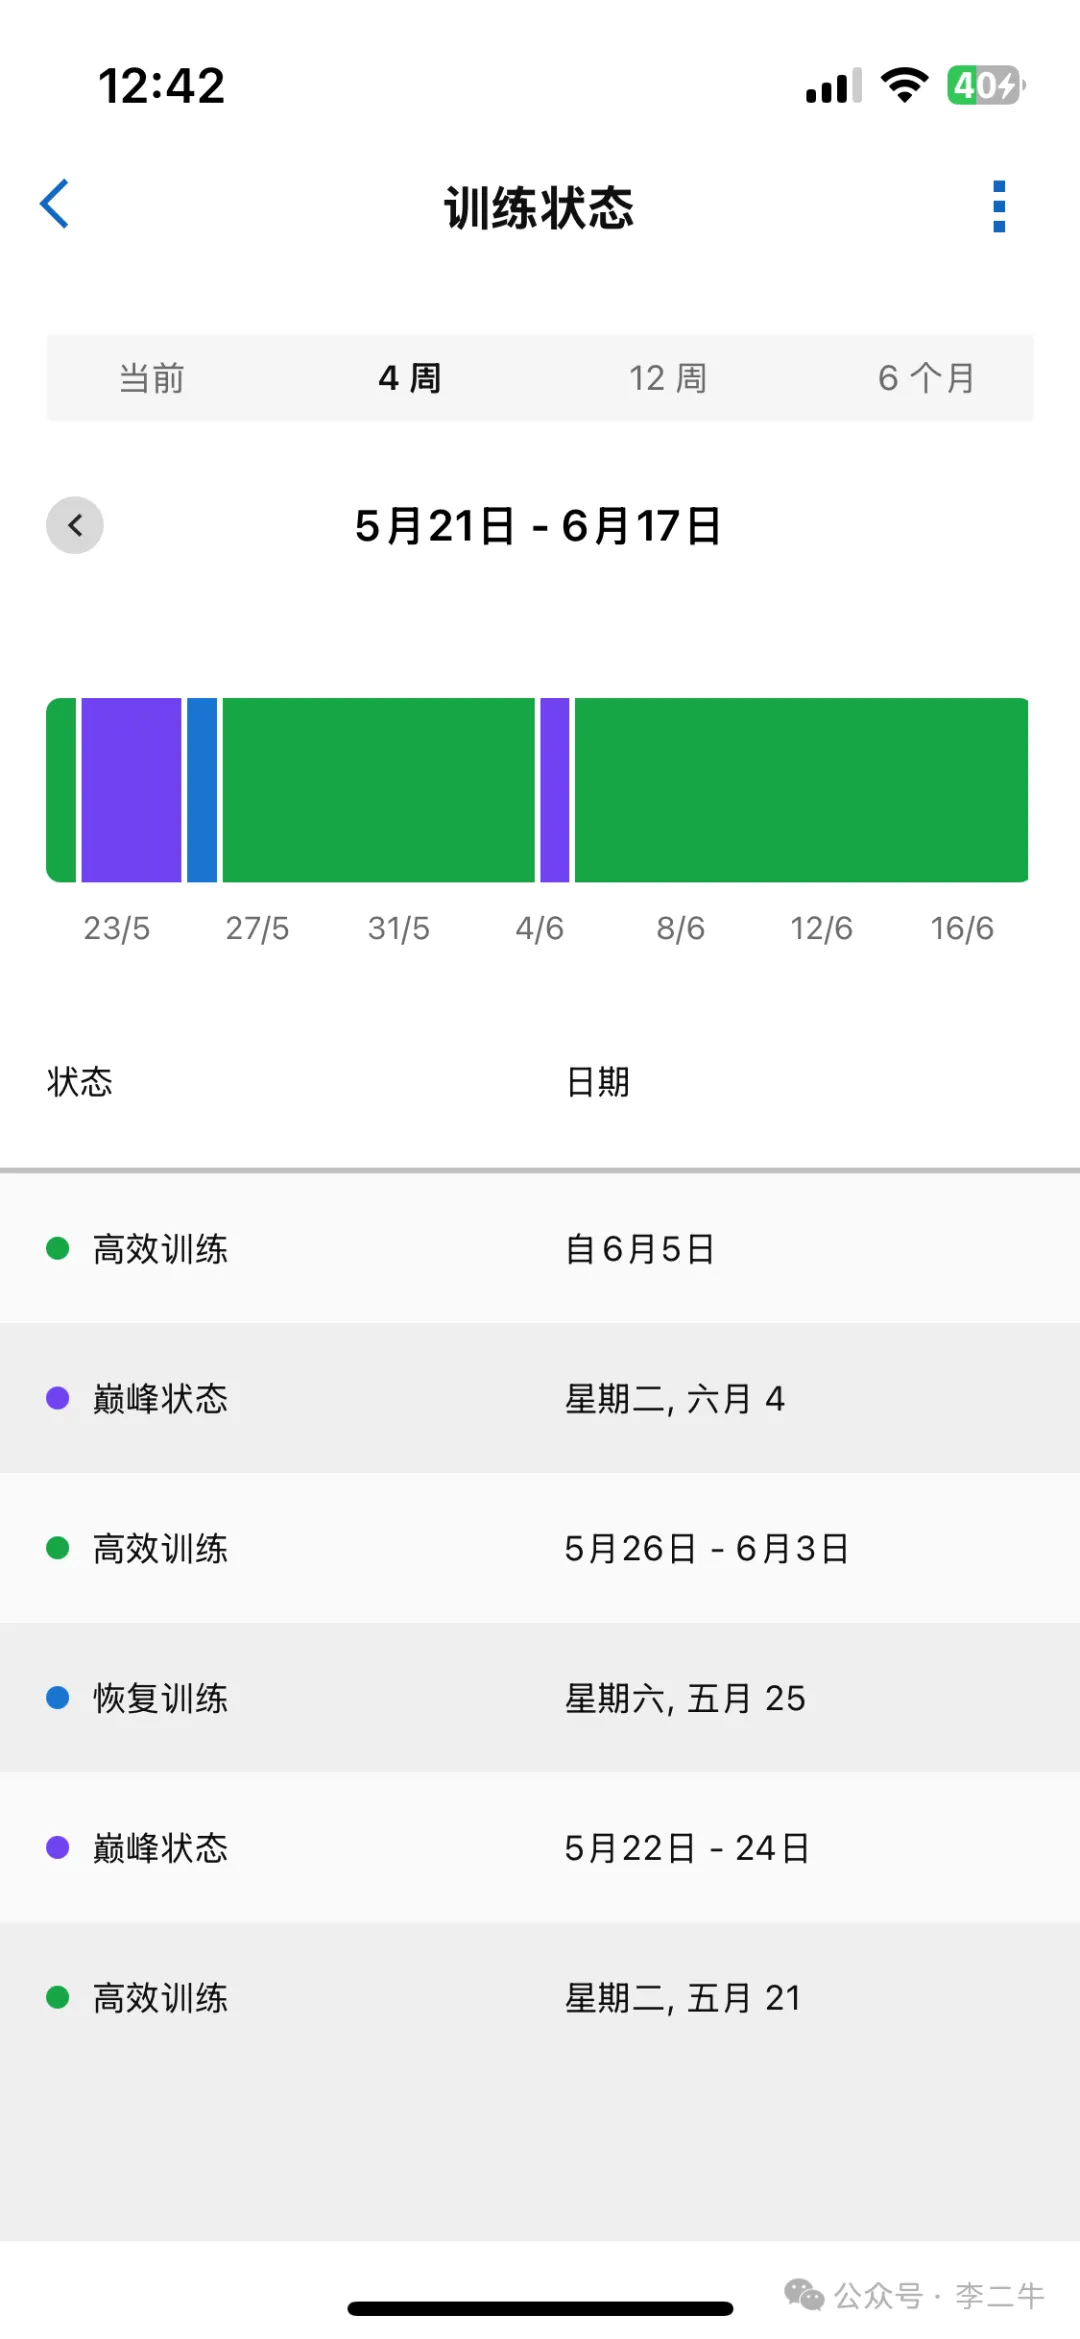 12:42
40
训练状态
当前 4 周 12 周 6 个月
5月21日 - 6月17日
23/5 27/5 31/5 4/6 8/6 12/6 16/6
状态 日期
高效训练 自6月5日
巅峰状态 星期二, 六月 4
高效训练 5月26日 - 6月3日
恢复训练 星期六, 五月 25
巅峰状态 5月22日 - 24日
高效训练 星期二, 五月 21
公众号 · 李二牛